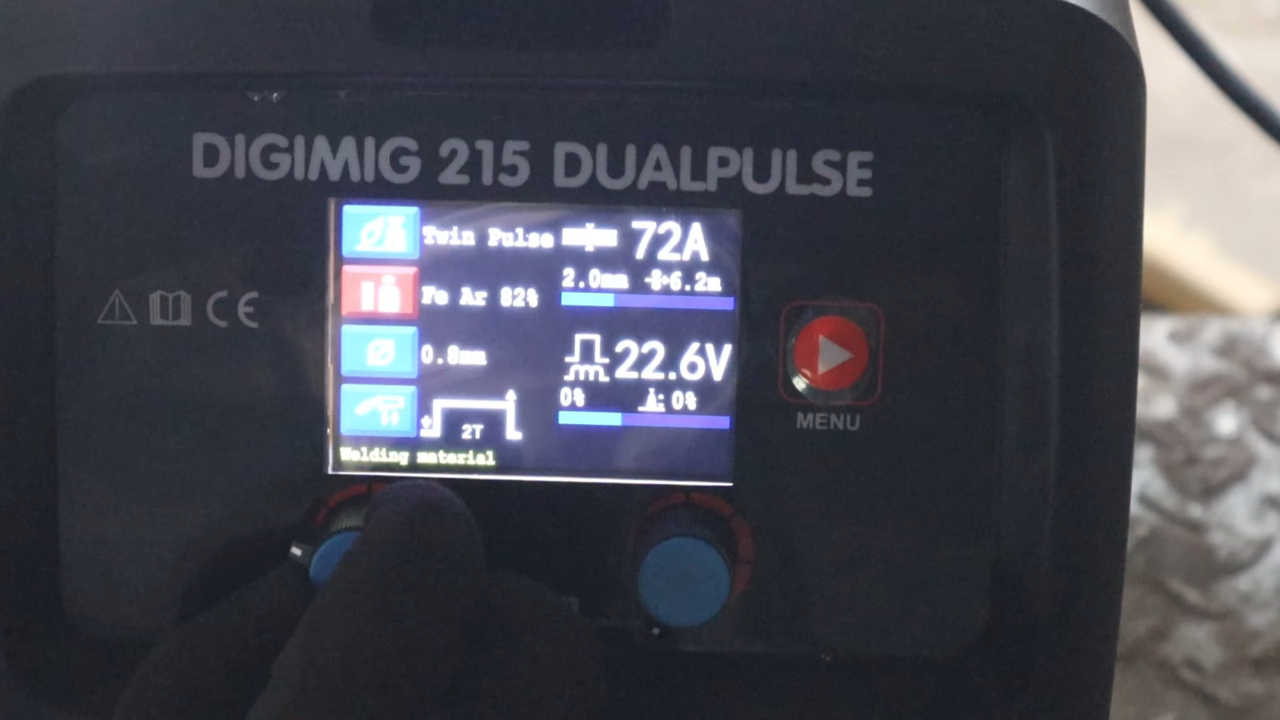 DIGIMIG 215 DUALPULSE
Twin Pulse 72A
2.0mm 6.2m
Fe Ar 82%
0.8mm 22.6V
0% A: 0%
2T
Welding material
CE
MENU